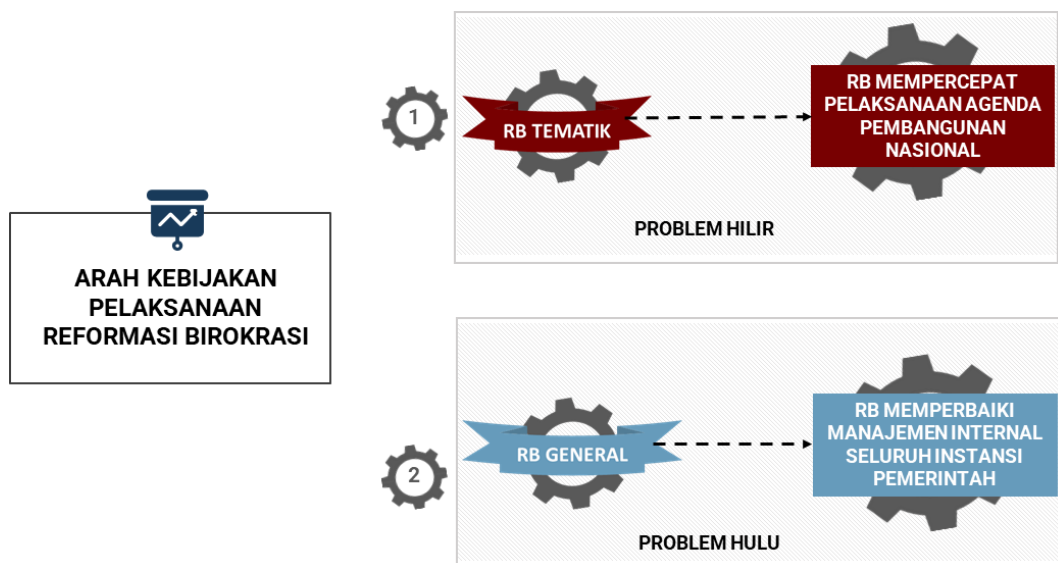 ARAH KEBIJAKAN
PELAKSANAAN
REFORMASI BIROKRASI
1
RB TEMATIK
RB MEMPERCEPAT
PELAKSANAAN AGENDA
PEMBANGUNAN
NASIONAL
PROBLEM HILIR
2
RB GENERAL
RB MEMPERBAIKI
MANAJEMEN INTERNAL
SELURUH INSTANSI
PEMERINTAH
PROBLEM HULU